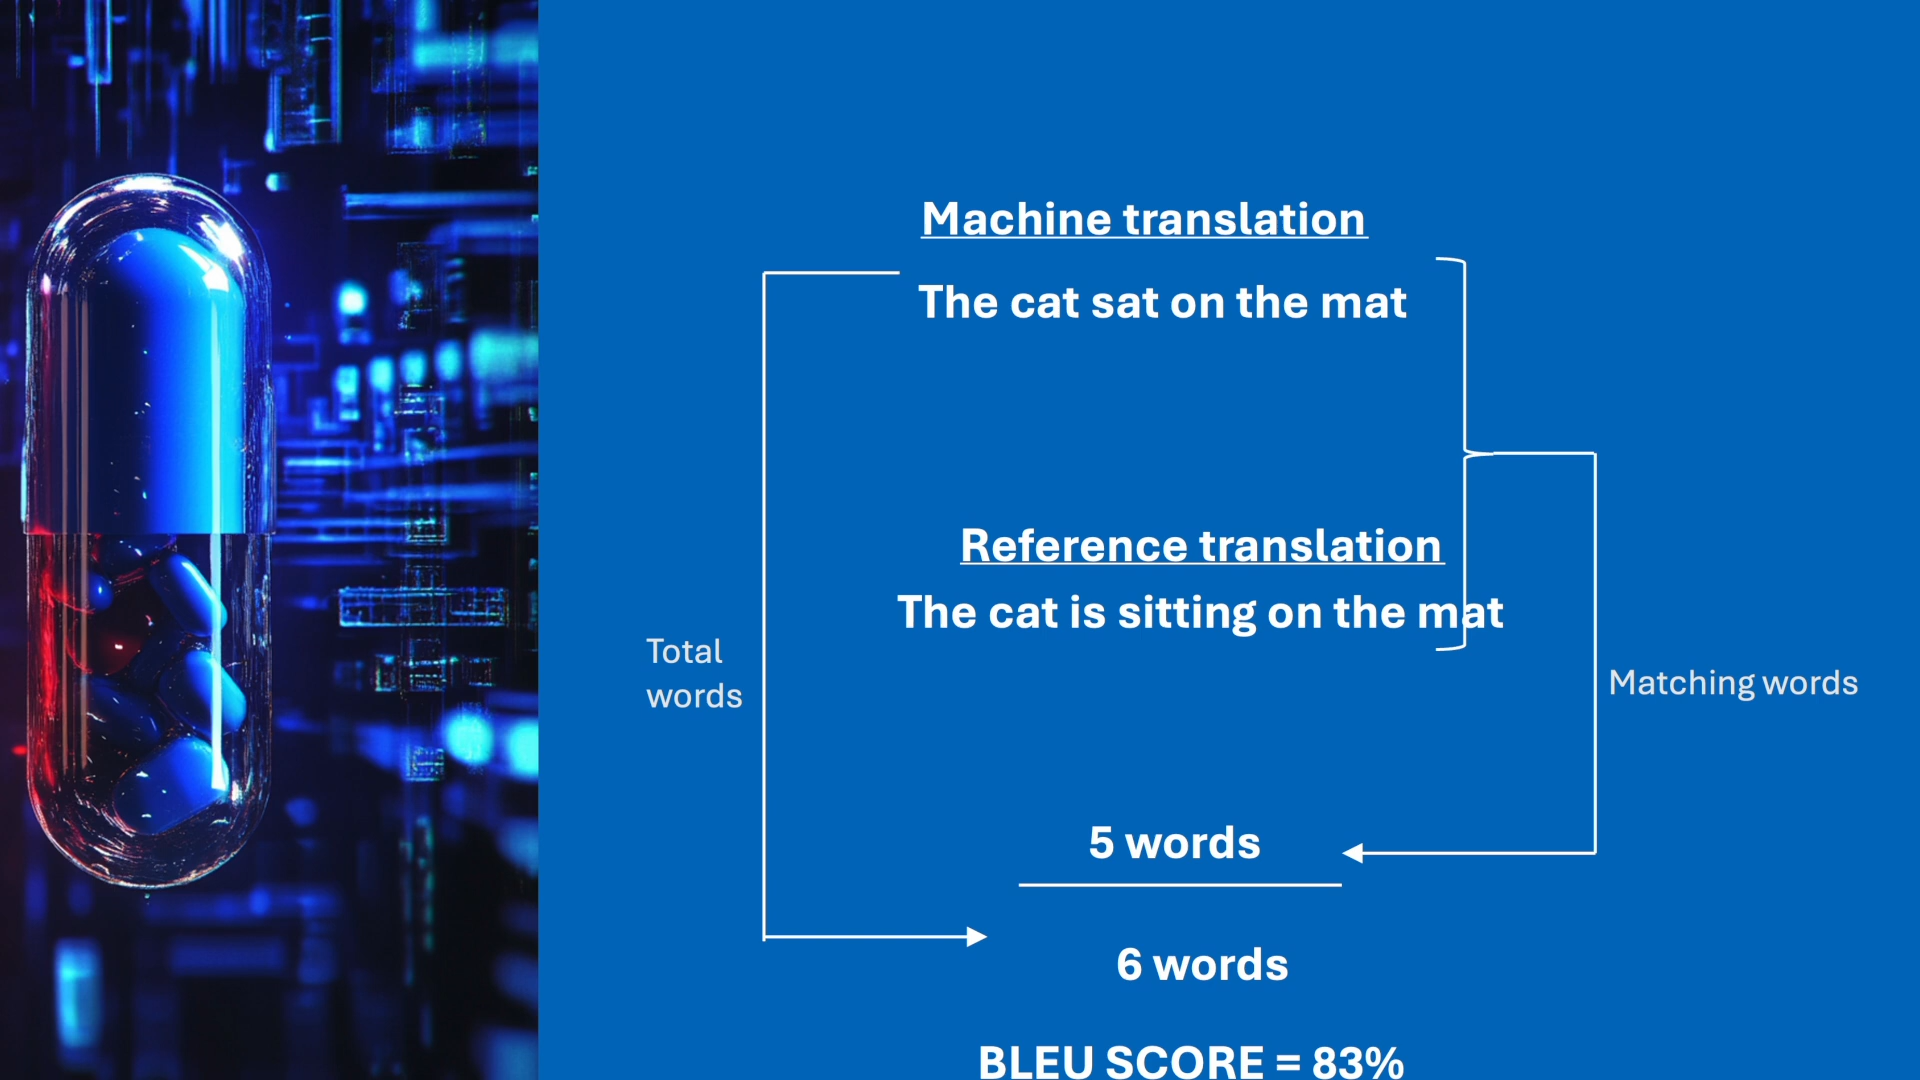 Machine translation
The cat sat on the mat
Reference translation
The cat is sitting on the mat
Total
words
Matching words
5 words
6 words
BLEU SCORE = 83%